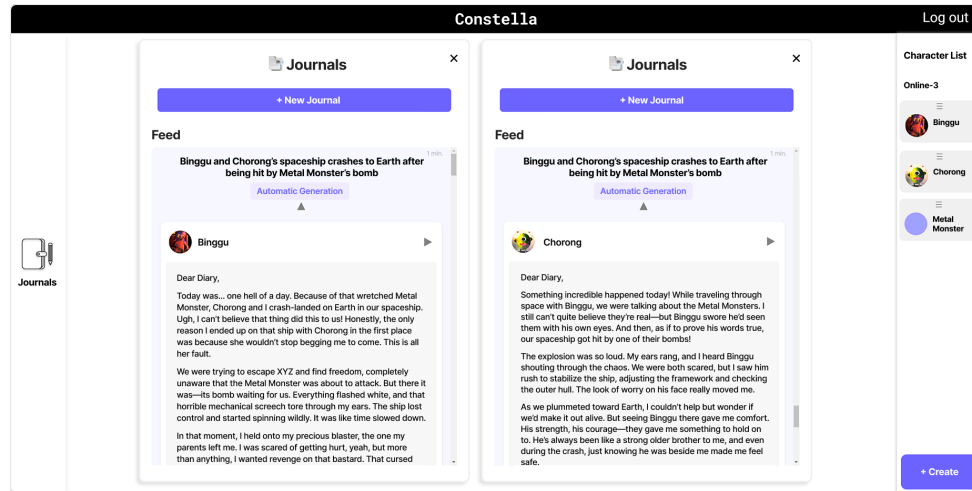 Constella
Log out
Journals
Journals
+ New Journal
Feed
1 min.
Binggu and Chorong's spaceship crashes to Earth after
being hit by Metal Monster's bomb
Automatic Generation
Binggu
Dear Diary,
Today was... one hell of a day. Because of that wretched Metal
Monster, Chorong and I crash-landed on Earth in our spaceship.
Ugh, I can't believe that thing did this to us! Honestly, the only
reason I ended up on that ship with Chorong in the first place
was because she wouldn't stop begging me to come. This is all
her fault.
We were trying to escape XYZ and find freedom, completely
unaware that the Metal Monster was about to attack. But there it
was—its bomb waiting for us. Everything flashed white, and that
horrible mechanical screech tore through my ears. The ship lost
control and started spinning wildly. It was like time slowed down.
In that moment, I held onto my precious blaster, the one my
parents left me. I was scared of getting hurt, yeah, but more
than anything, I wanted revenge on that bastard. That cursed
Journals
+ New Journal
Feed
1 min.
Binggu and Chorong's spaceship crashes to Earth after
being hit by Metal Monster's bomb
Automatic Generation
Chorong
Dear Diary,
Something incredible happened today! While traveling through
space with Binggu, we were talking about the Metal Monsters. I
still can't quite believe they're real—but Binggu swore he'd seen
them with his own eyes. And then, as if to prove his words true,
our spaceship got hit by one of their bombs!
The explosion was so loud. My ears rang, and I heard Binggu
shouting through the chaos. We were both scared, but I saw him
rush to stabilize the ship, adjusting the framework and checking
the outer hull. The look of worry on his face really moved me.
As we plummeted toward Earth, I couldn't help but wonder if
we'd make it out alive. But seeing Binggu there gave me comfort.
His strength, his courage—they gave me something to hold on
to. He's always been like a strong older brother to me, and even
during the crash, just knowing he was beside me made me feel
safe.
Character List
Online-3
Binggu
Chorong
Metal
Monster
+ Create